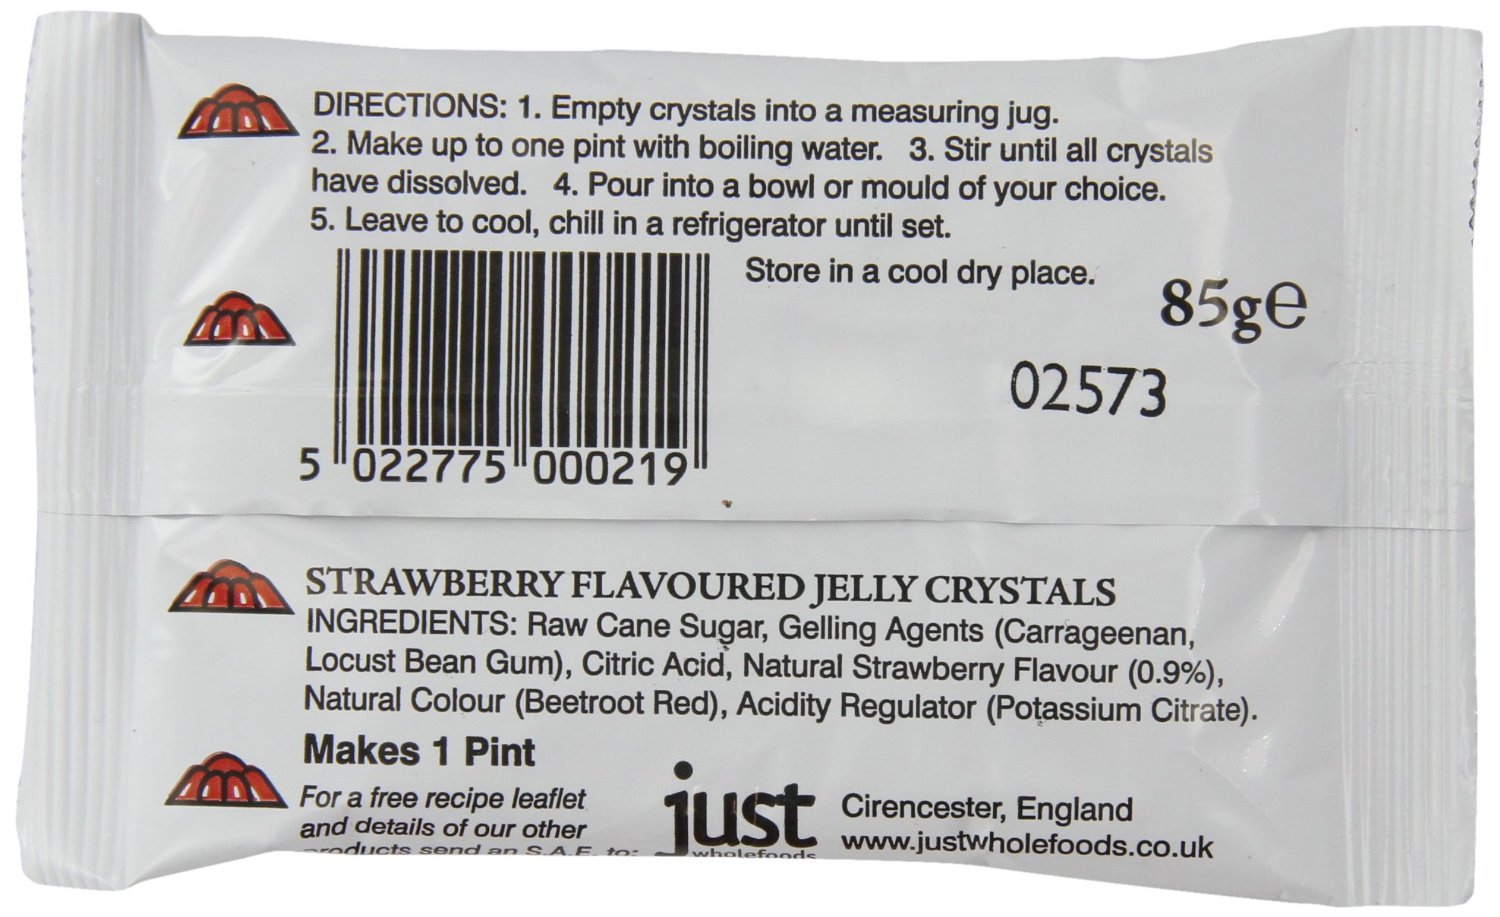 DIRECTIONS: 1. Empty crystals into a measuring jug.
2. Make up to one pint with boiling water. 3. Stir until all crystals
have dissolved. 4. Pour into a bowl or mould of your choice.
5. Leave to cool, chill in a refrigerator until set.
Store in a cool dry place.
85g℮
02573
5 022775 000219
STRAWBERRY FLAVOURED JELLY CRYSTALS
INGREDIENTS: Raw Cane Sugar, Gelling Agents (Carrageenan,
Locust Bean Gum), Citric Acid, Natural Strawberry Flavour (0.9%),
Natural Colour (Beetroot Red), Acidity Regulator (Potassium Citrate).
Makes 1 Pint
For a free recipe leaflet
and details of our other
products send an S.A.E. to:
just
wholefoods
Cirencester, England
www.justwholefoods.co.uk